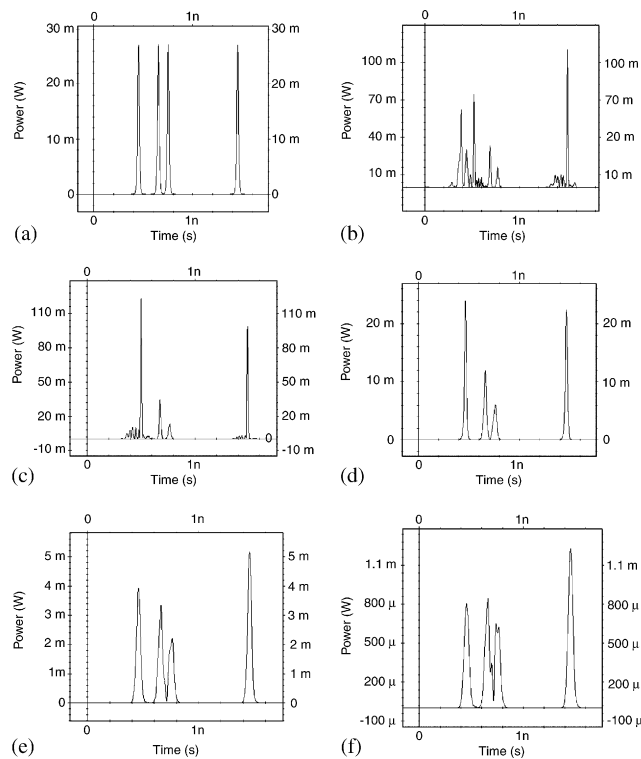 0 1n
30 m 30 m
20 m 20 m
10 m 10 m
0 0
Power (W)
0 1n
Time (s)
(a)
0 1n
100 m 100 m
70 m 70 m
40 m 20 m
10 m 10 m
Power (W)
0 1n
Time (s)
(b)
0 1n
110 m 110 m
80 m 80 m
50 m 50 m
20 m 20 m
0
-10 m -10 m
Power (W)
0 1n
Time (s)
(c)
0 1n
20 m 20 m
10 m 10 m
0 0
Power (W)
0 1n
Time (s)
(d)
0 1n
5 m 5 m
4 m 4 m
3 m 3 m
2 m 2 m
1 m 1 m
0 0
Power (W)
0 1n
Time (s)
(e)
0 1n
1.1 m 1.1 m
800 μ 800 μ
500 μ 500 μ
200 μ 200 μ
-100 μ -100 μ
Power (W)
0 1n
Time (s)
(f)